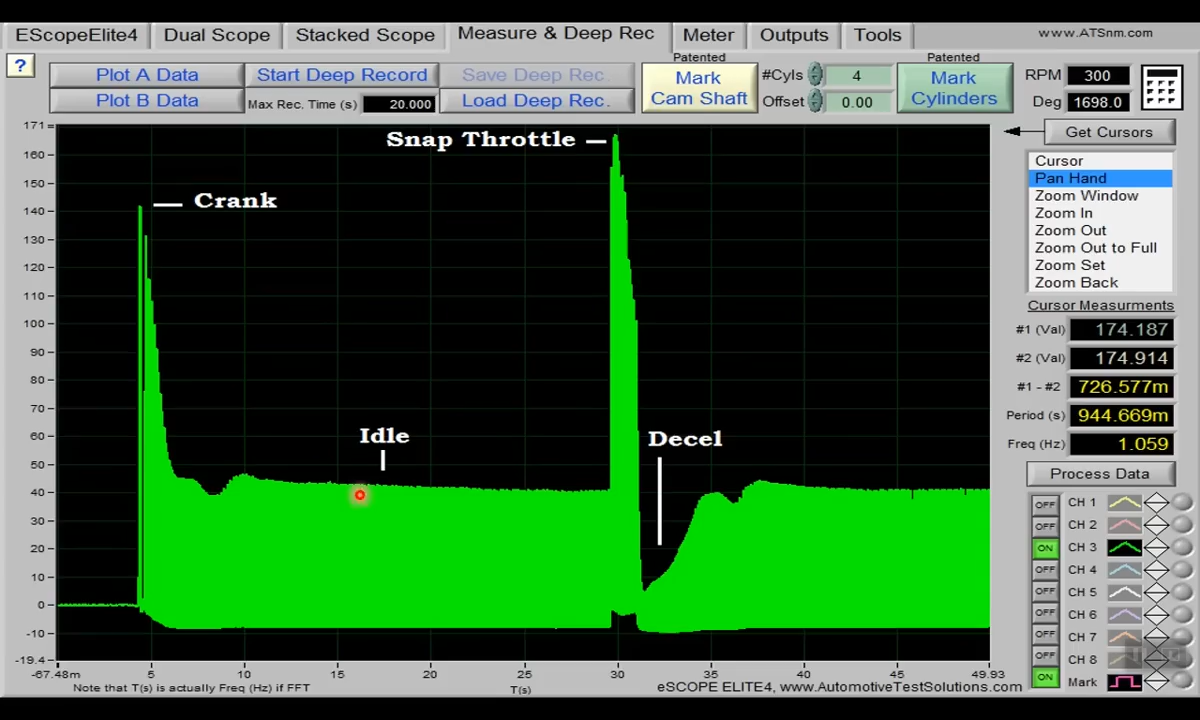 EScopeElite4 Dual Scope Stacked Scope Measure & Deep Rec Meter Outputs Tools www.ATSnm.com
? Plot A Data Start Deep Record Save Deep Rec. Patented Mark Cam Shaft #Cyls 4 Patented Mark Cylinders RPM 300
Plot B Data Max Rec. Time (s) 20.000 Load Deep Rec. Offset 0.00 Deg 1698.0
Get Cursors
Cursor
Pan Hand
Zoom Window
Zoom In
Zoom Out
Zoom Out to Full
Zoom Set
Zoom Back
Cursor Measurments
#1 (Val) 174.187
#2 (Val) 174.914
#1 - #2 726.577m
Period (s) 944.669m
Freq (Hz) 1.059
Process Data
OFF CH 1
OFF CH 2
ON CH 3
OFF CH 4
OFF CH 5
OFF CH 6
OFF CH 7
OFF CH 8
ON Mark
Snap Throttle
Crank
Idle
Decel
171
160
150
140
130
120
110
100
90
80
70
60
50
40
30
20
10
0
-10
-19.4
-67.48m 5 10 15 20 25 30 35 40 45 49.93
Note that T(s) is actually Freq (Hz) if FFT T(s) eSCOPE ELITE4, www.AutomotiveTestSolutions.com